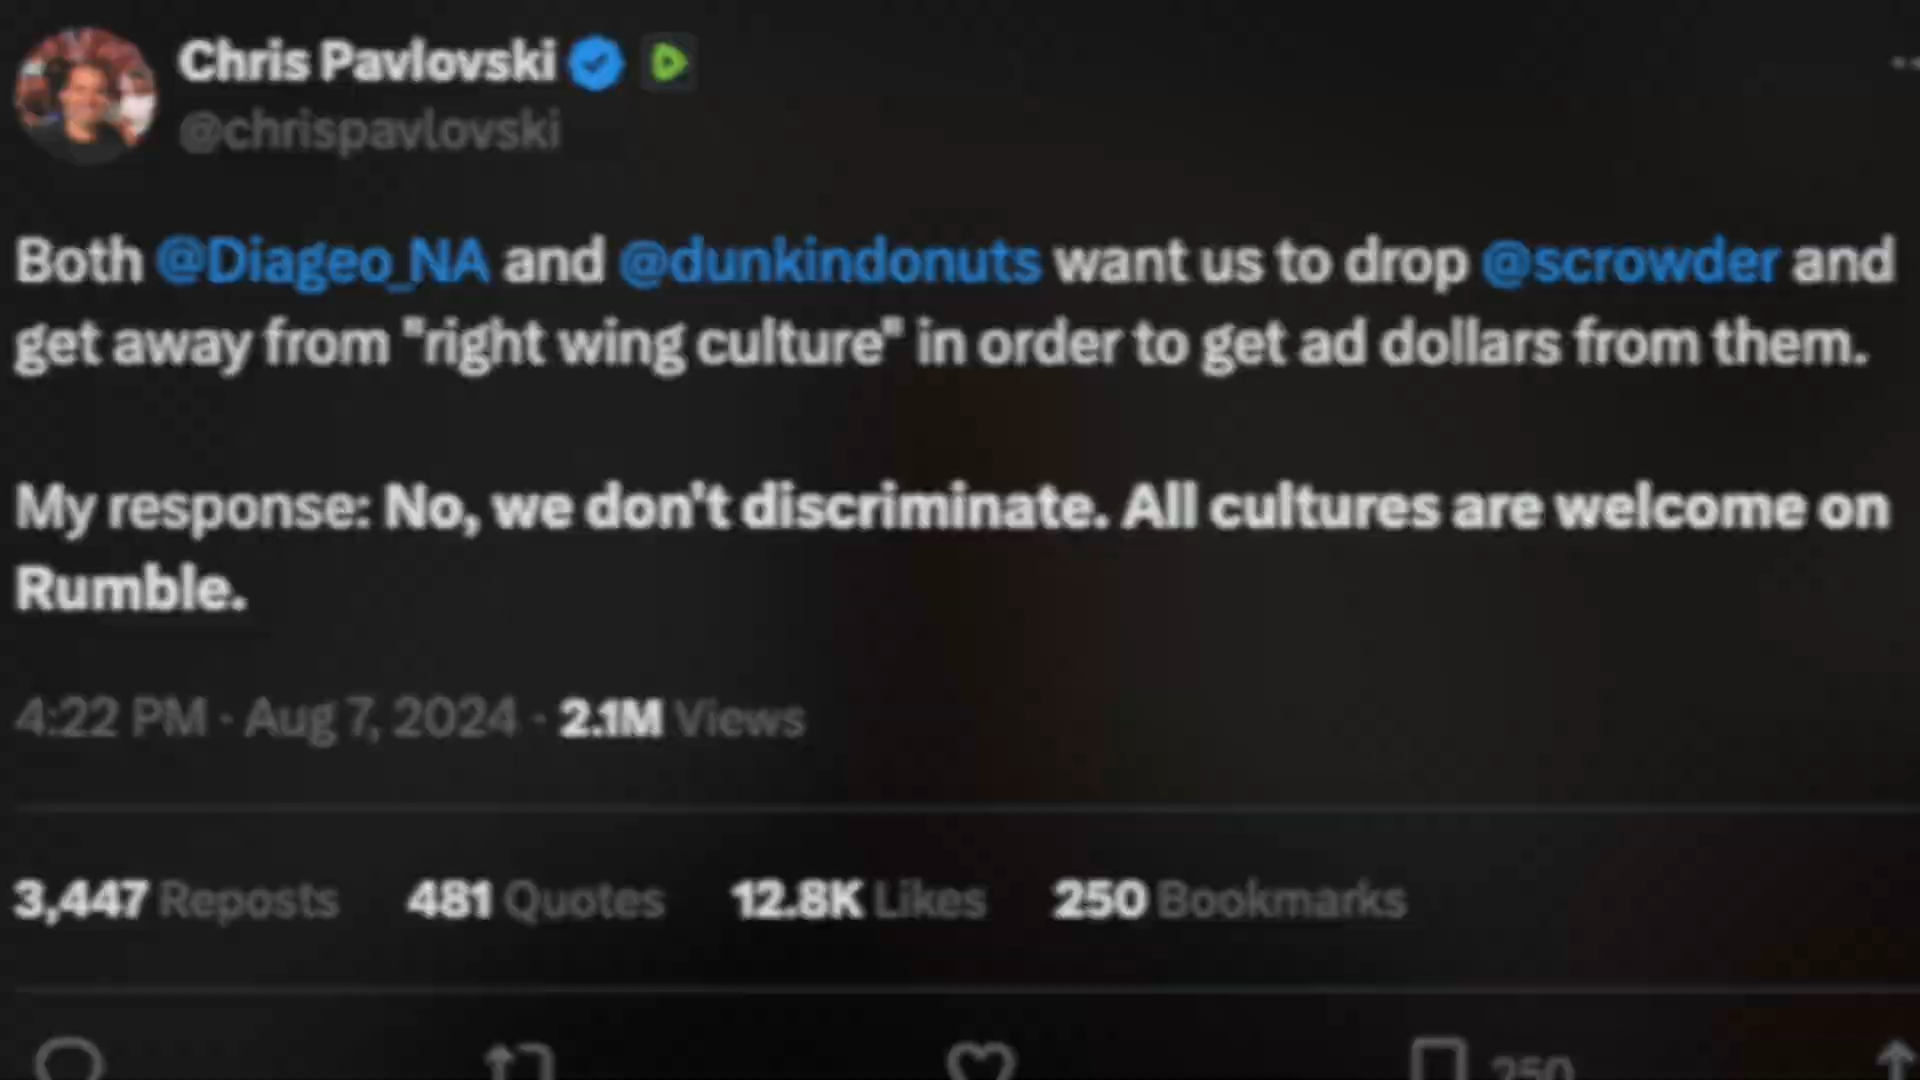 Chris Pavlovski
@chrispavlovski
Both @Diageo_NA and @dunkindonuts want us to drop @scrowder and
get away from "right wing culture" in order to get ad dollars from them.
My response: No, we don't discriminate. All cultures are welcome on
Rumble.
4:22 PM · Aug 7, 2024 · 2.1M Views
3,447 Reposts 481 Quotes 12.8K Likes 250 Bookmarks
250